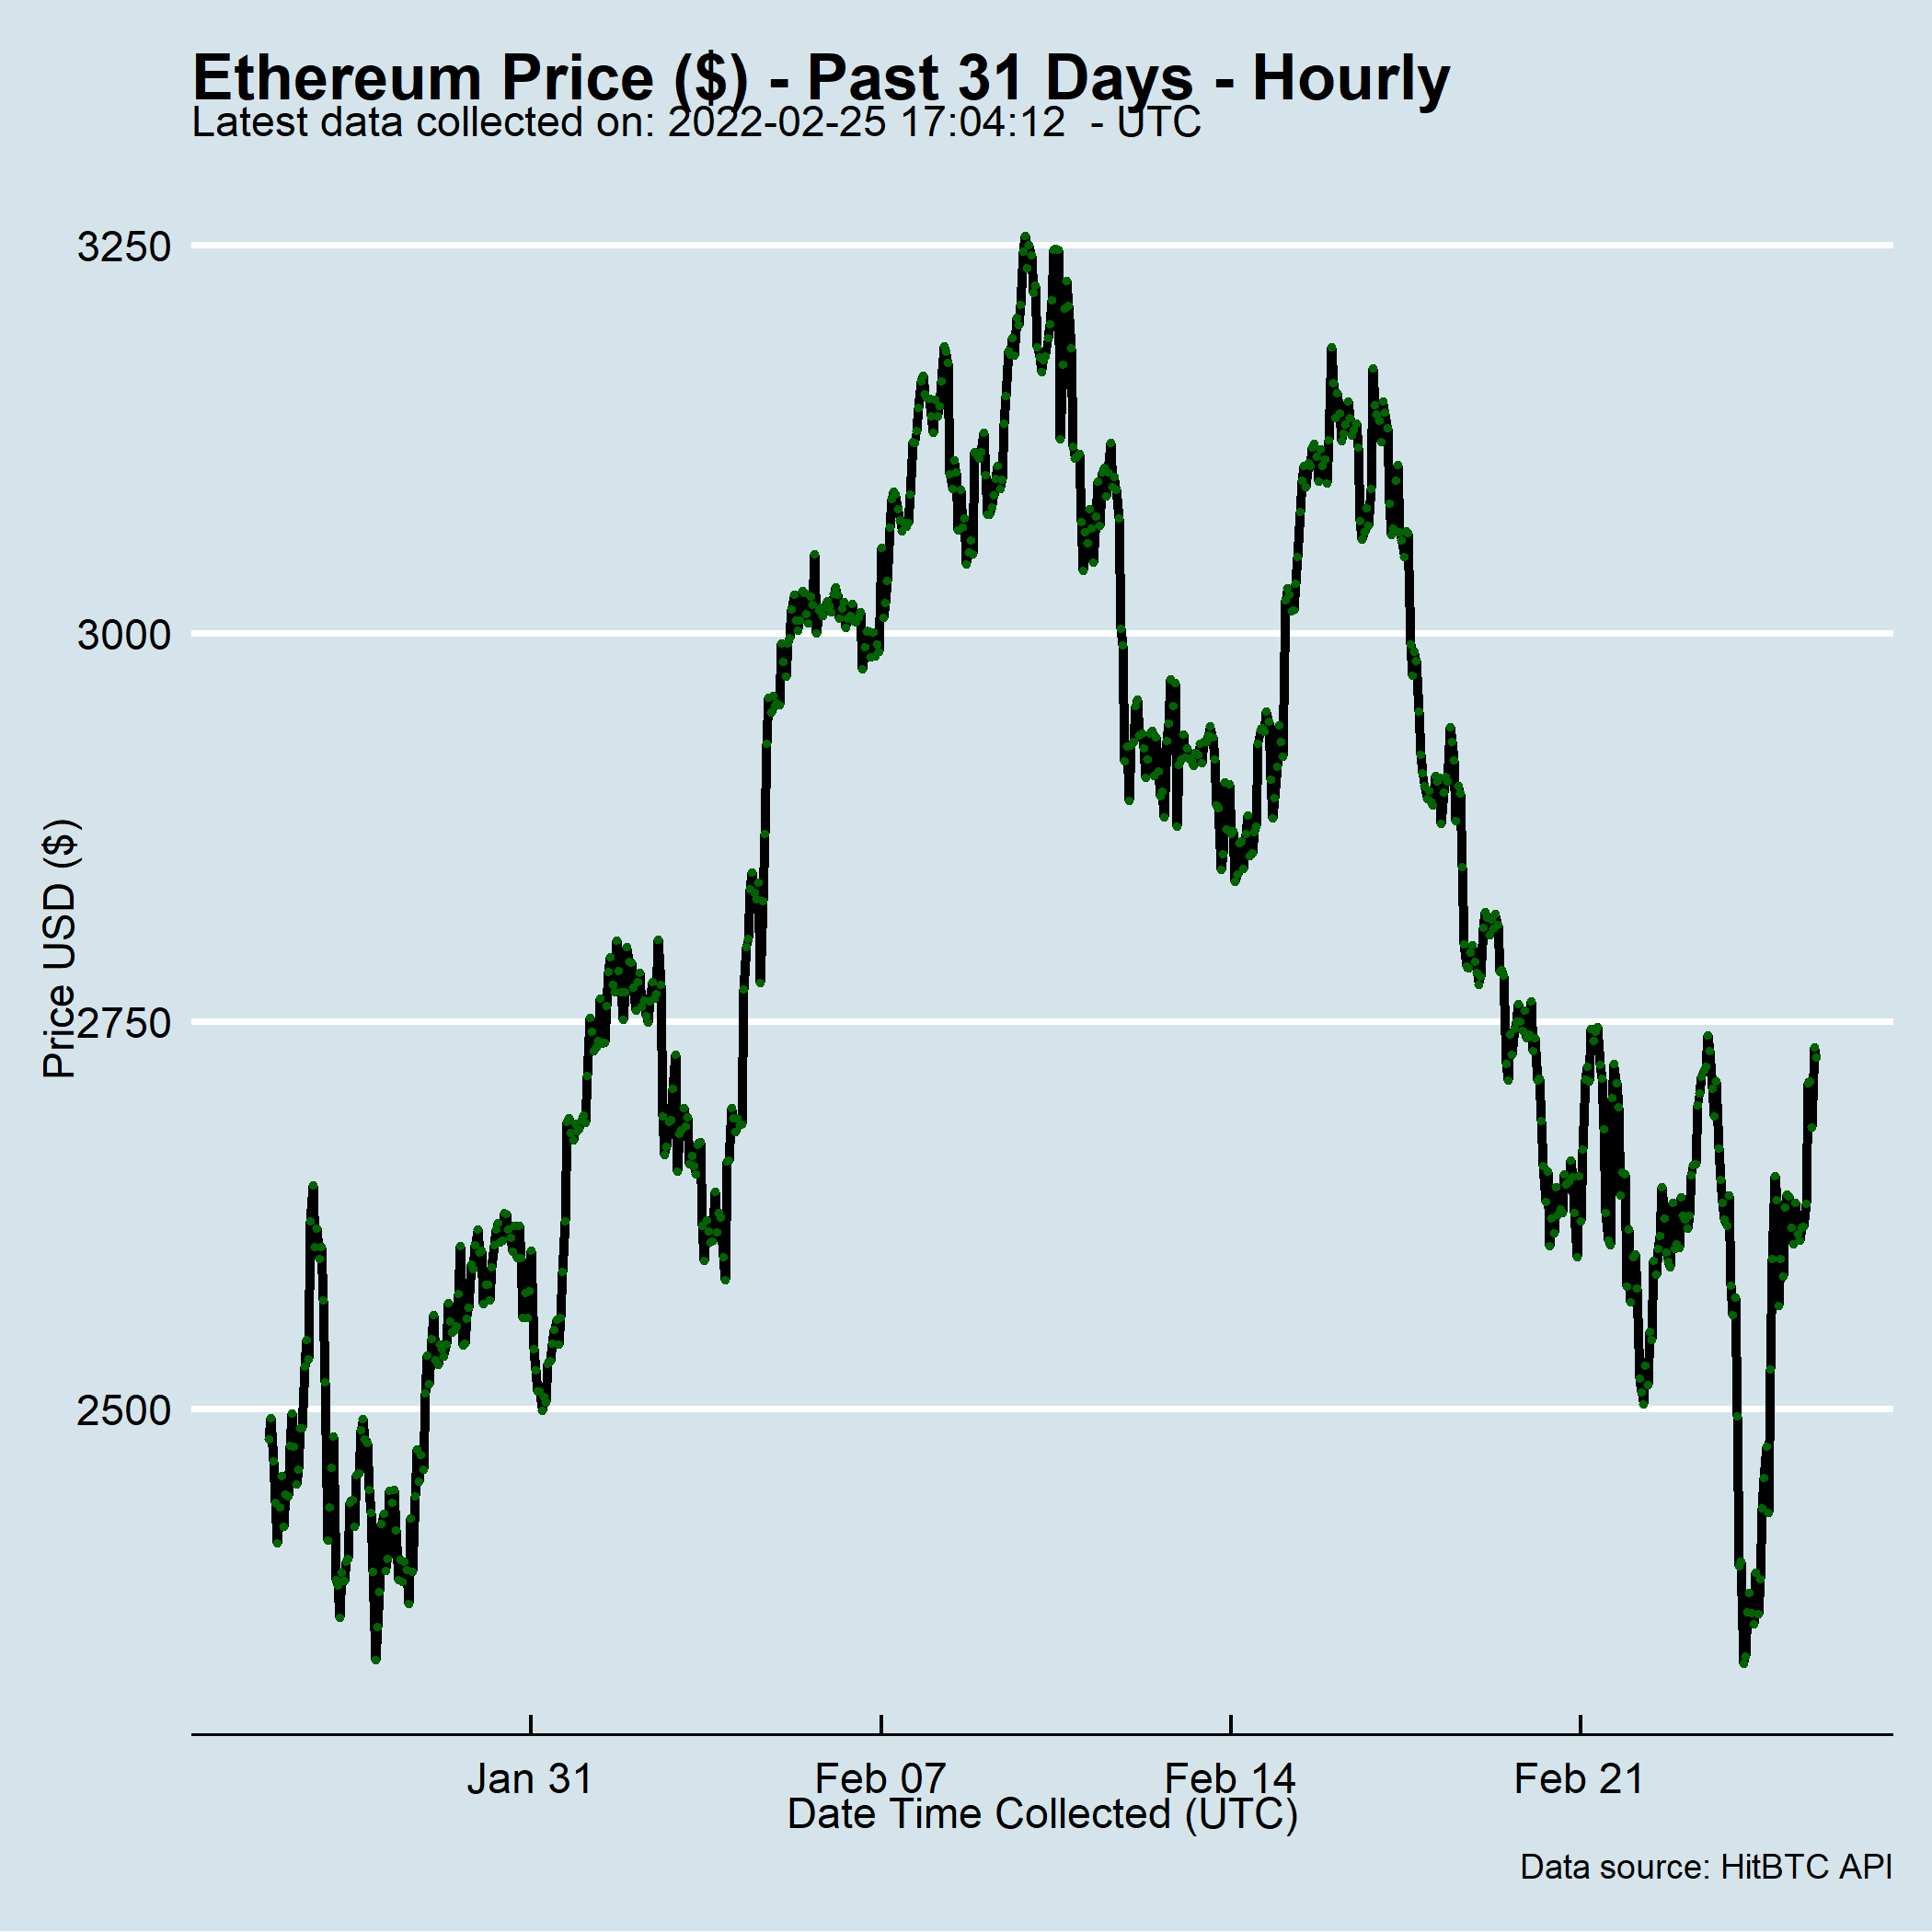 Ethereum Price ($) - Past 31 Days - Hourly
Latest data collected on: 2022-02-25 17:04:12  - UTC
Price USD ($)
3250
3000
2750
2500
Jan 31
Feb 07
Feb 14
Feb 21
Date Time Collected (UTC)
Data source: HitBTC API